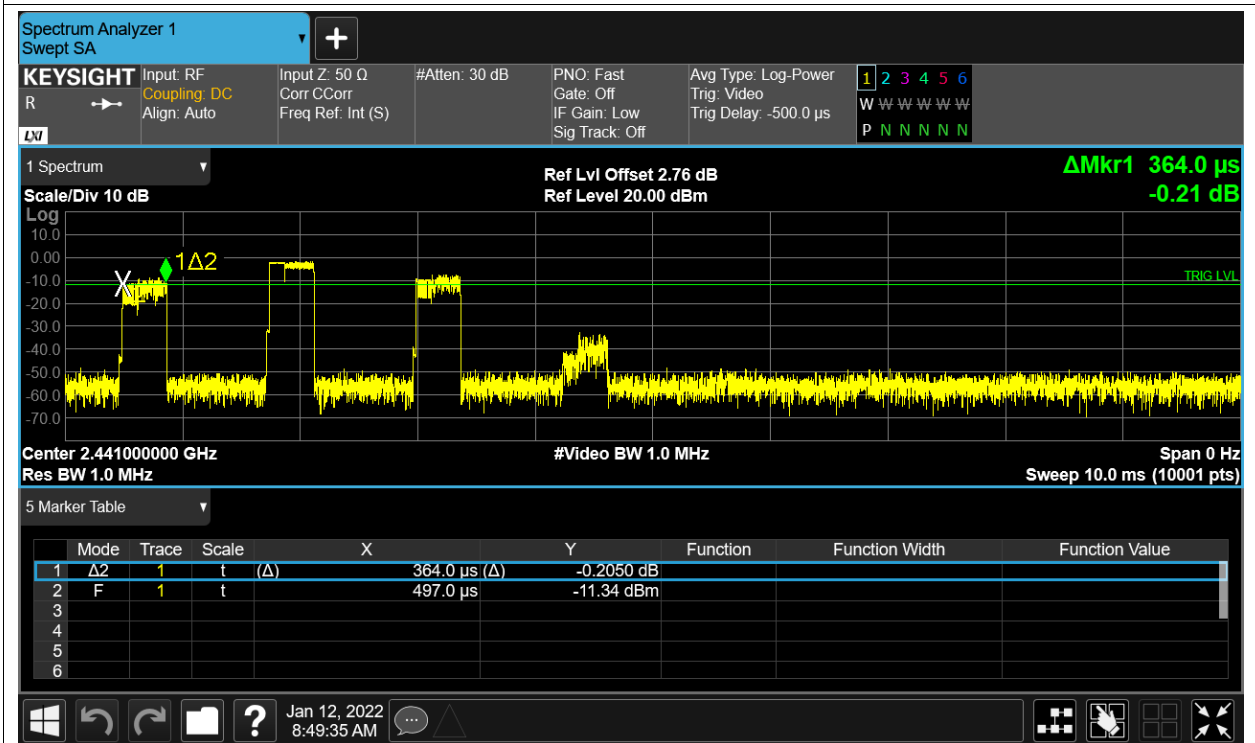 Spectrum Analyzer 1
Swept SA
KEYSIGHT Input: RF Input Z: 50 Ω #Atten: 30 dB PNO: Fast Avg Type: Log-Power 1 2 3 4 5 6
R Coupling: DC Corr CCorr Gate: Off Trig: Video W W W W W W
Align: Auto Freq Ref: Int (S) IF Gain: Low Trig Delay: -500.0 µs
LXI Sig Track: Off P N N N N N
1 Spectrum Ref Lvl Offset 2.76 dB ΔMkr1 364.0 µs
Scale/Div 10 dB Ref Level 20.00 dBm -0.21 dB
Log
10.0
0.00 1Δ2
-10.0 X TRIG LVL
-20.0
-30.0
-40.0
-50.0
-60.0
-70.0
Center 2.441000000 GHz #Video BW 1.0 MHz Span 0 Hz
Res BW 1.0 MHz Sweep 10.0 ms (10001 pts)
5 Marker Table
Mode Trace Scale X Y Function Function Width Function Value
1 Δ2 1 t (Δ) 364.0 µs (Δ) -0.2050 dB
2 F 1 t 497.0 µs -11.34 dBm
3
4
5
6
? Jan 12, 2022
8:49:35 AM